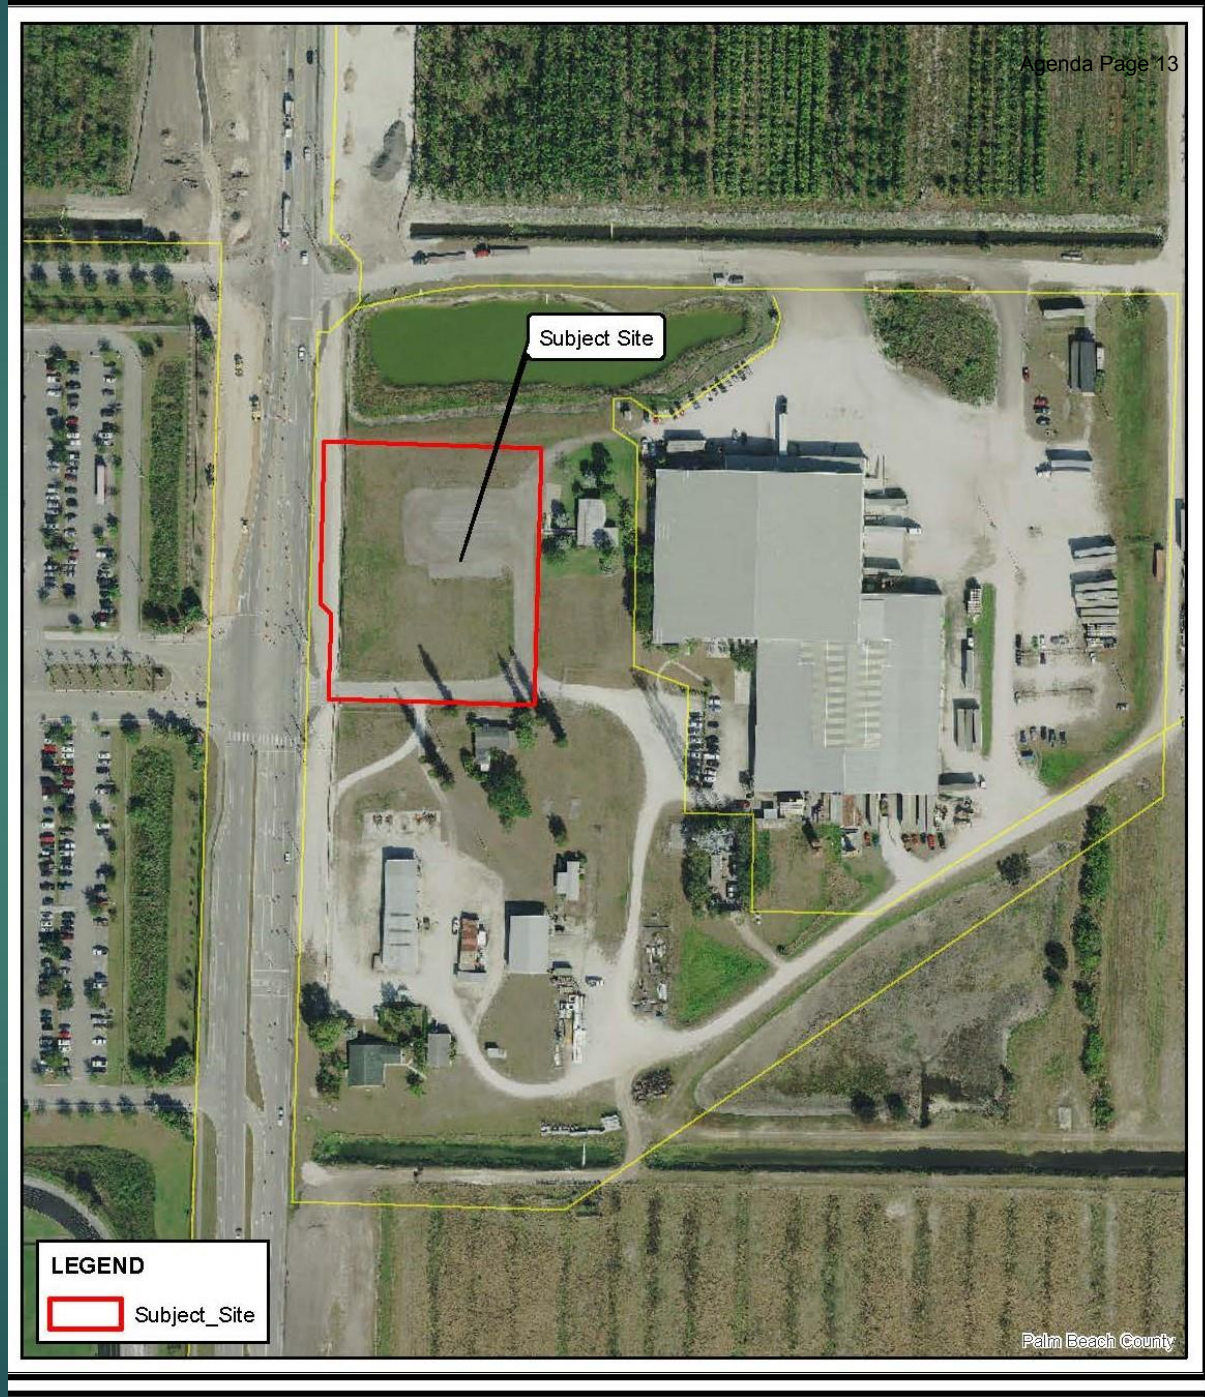 Agenda Page 13
Subject Site
LEGEND
Subject_Site
Palm Beach County